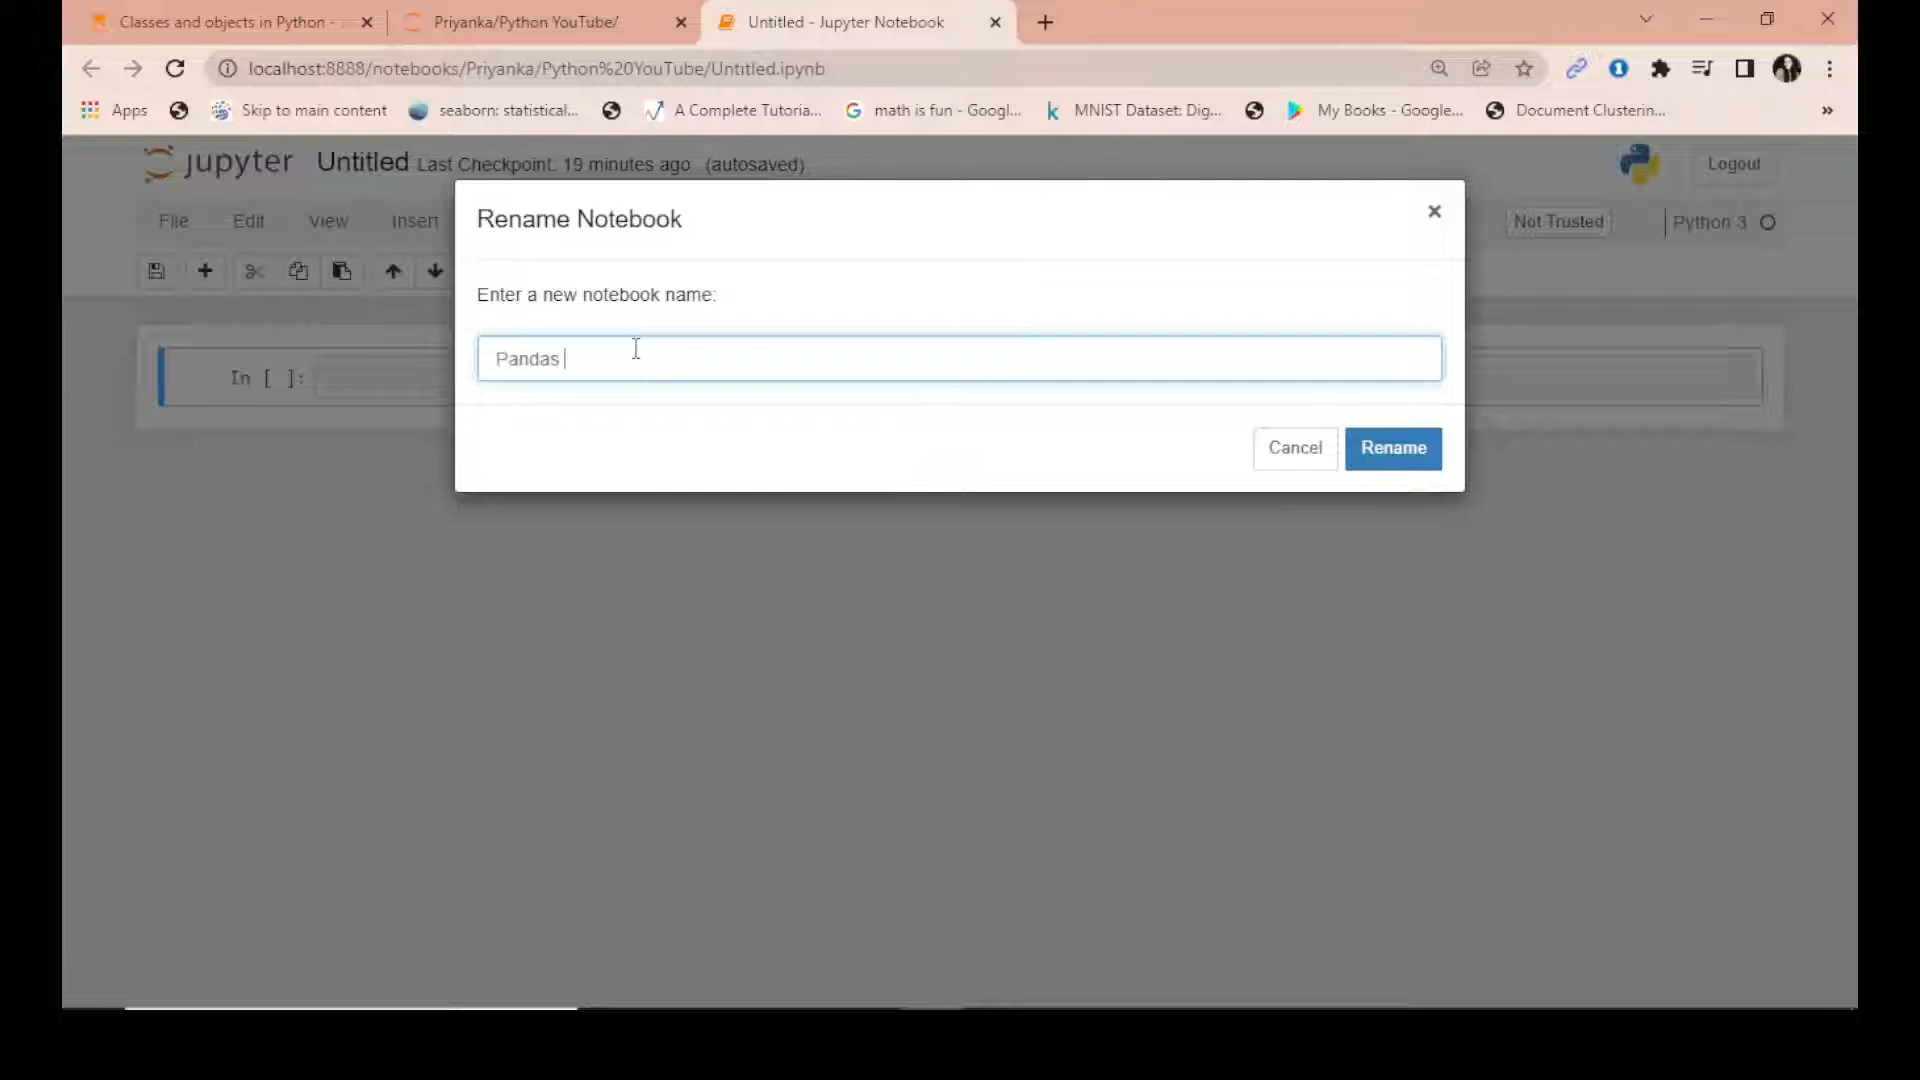 Classes and objects in Python -
Priyanka/Python YouTube/
Untitled - Jupyter Notebook
localhost:8888/notebooks/Priyanka/Python%20YouTube/Untitled.ipynb
Apps
Skip to main content
seaborn: statistical...
A Complete Tutoria...
math is fun - Googl...
MNIST Dataset: Dig...
My Books - Google...
Document Clusterin...
»
jupyter Untitled Last Checkpoint: 19 minutes ago (autosaved)
Logout
File
Edit
View
Insert
Not Trusted
Python 3
Rename Notebook
Enter a new notebook name:
Pandas
In [ ]:
Cancel
Rename